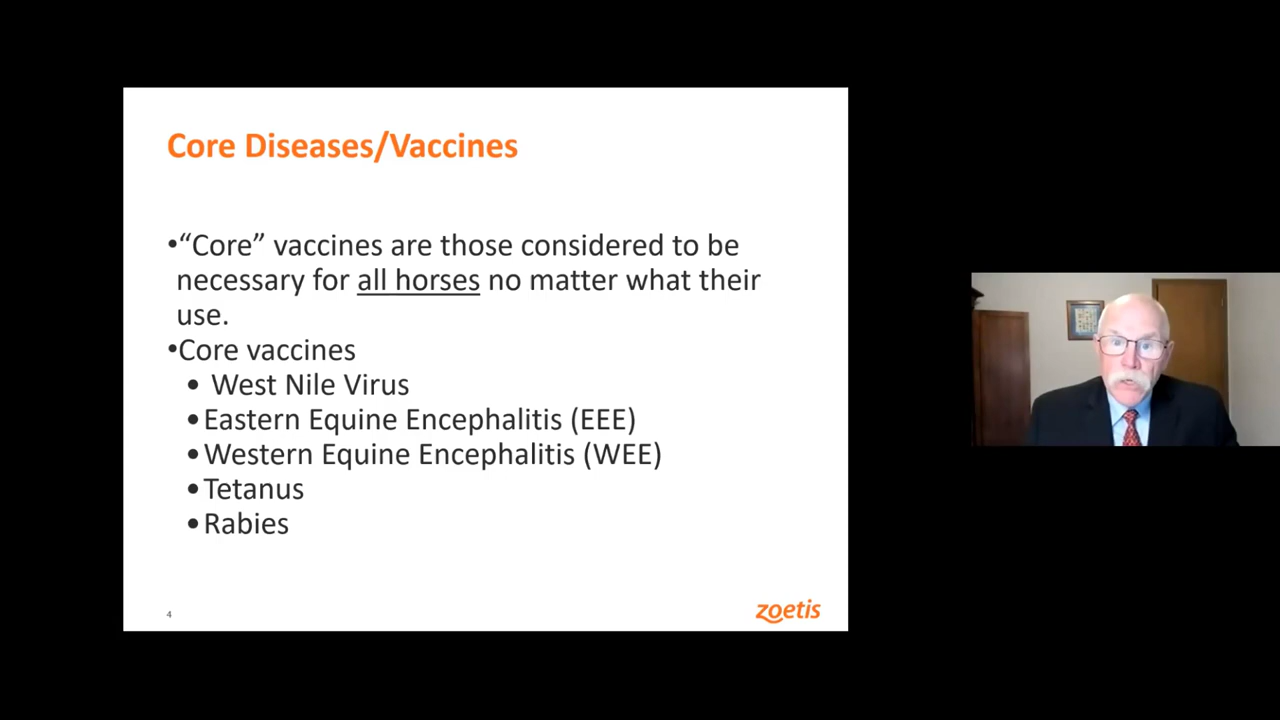 Core Diseases/Vaccines
•“Core” vaccines are those considered to be
necessary for all horses no matter what their
use.
•Core vaccines
• West Nile Virus
•Eastern Equine Encephalitis (EEE)
•Western Equine Encephalitis (WEE)
•Tetanus
•Rabies
4
zoetis